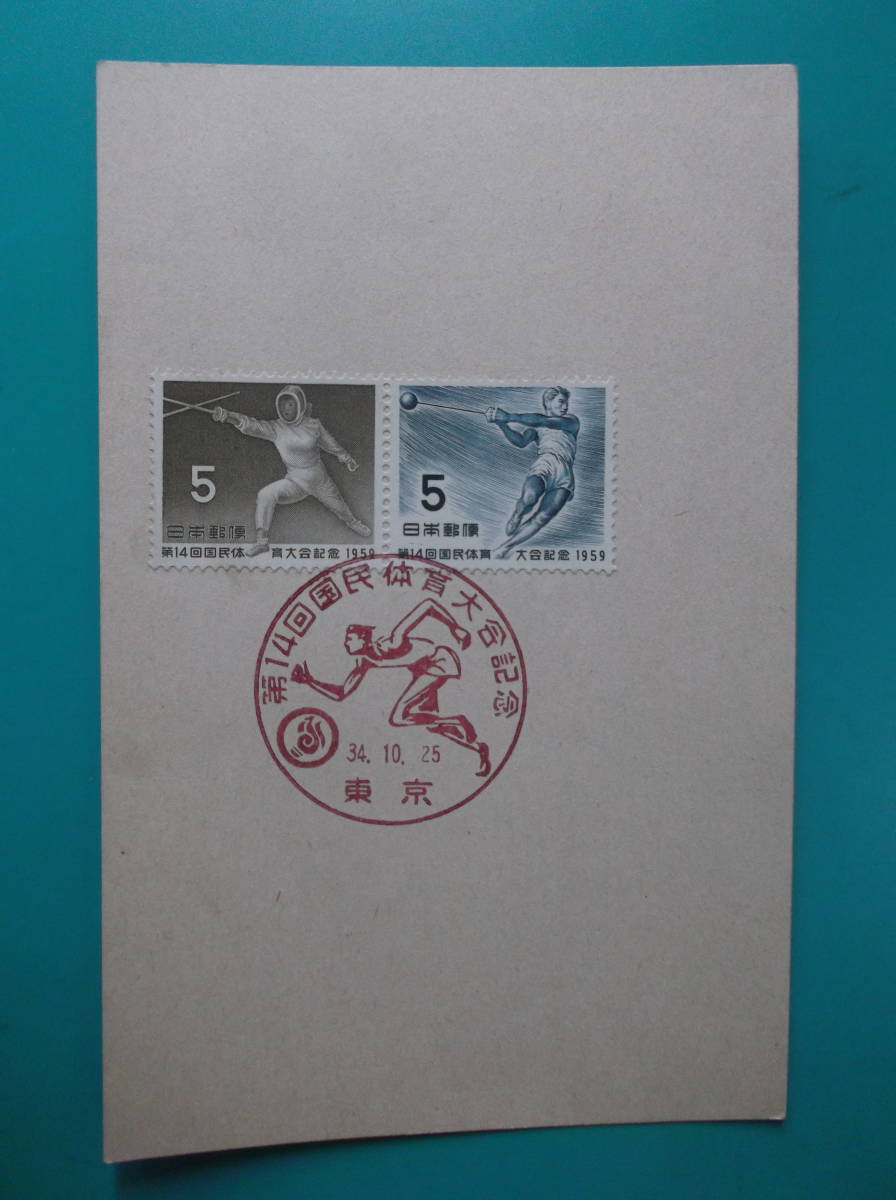 5
日本郵便
第14回国民体育大会記念 1959
5
日本郵便
第14回国民体育大会記念 1959
第14回国民体育大会記念
34.10.25
東京